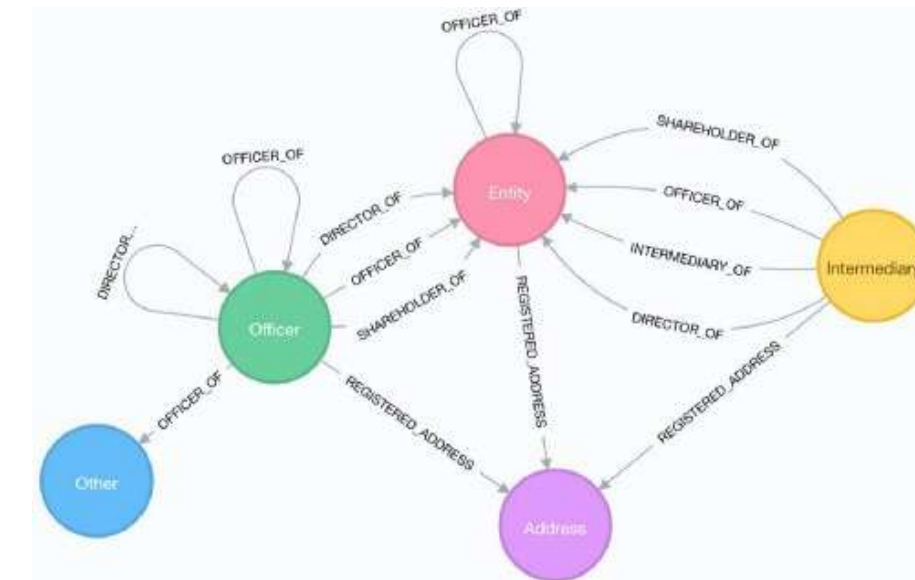 OFFICER_OF
SHAREHOLDER_OF
OFFICER_OF
Entity
OFFICER_OF
DIRECTOR_OF
INTERMEDIARY_OF
Intermediary
DIRECTOR...
OFFICER_OF
SHAREHOLDER_OF
Officer
DIRECTOR_OF
REGISTERED_ADDRESS
REGISTERED_ADDRESS
REGISTERED_ADDRESS
OFFICER_OF
Other
Address